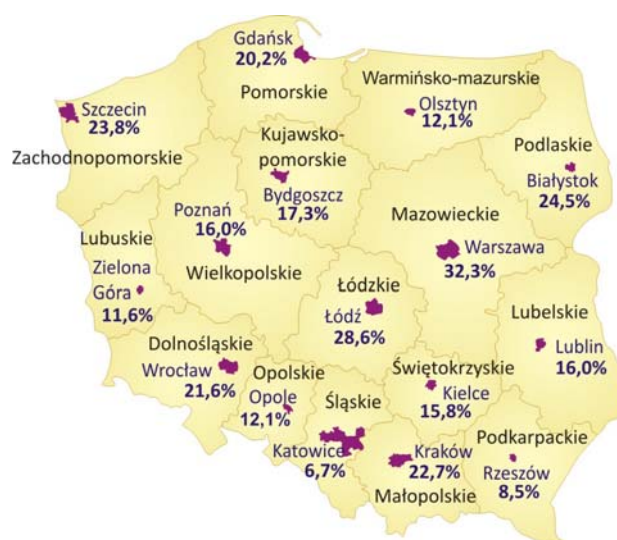 Gdańsk
20,2%
Pomorskie
Warmińsko-mazurskie
Olsztyn
12,1%
Szczecin
23,8%
Zachodnopomorskie
Kujawsko-
pomorskie
Bydgoszcz
17,3%
Podlaskie
Białystok
24,5%
Poznań
16,0%
Wielkopolskie
Mazowieckie
Warszawa
32,3%
Lubuskie
Zielona
Góra
11,6%
Łódzkie
Łódź
28,6%
Lubelskie
Lublin
16,0%
Dolnośląskie
Wrocław
21,6%
Opolskie
Opole
12,1%
Śląskie
Katowice
6,7%
Świętokrzyskie
Kielce
15,8%
Kraków
22,7%
Małopolskie
Podkarpackie
Rzeszów
8,5%